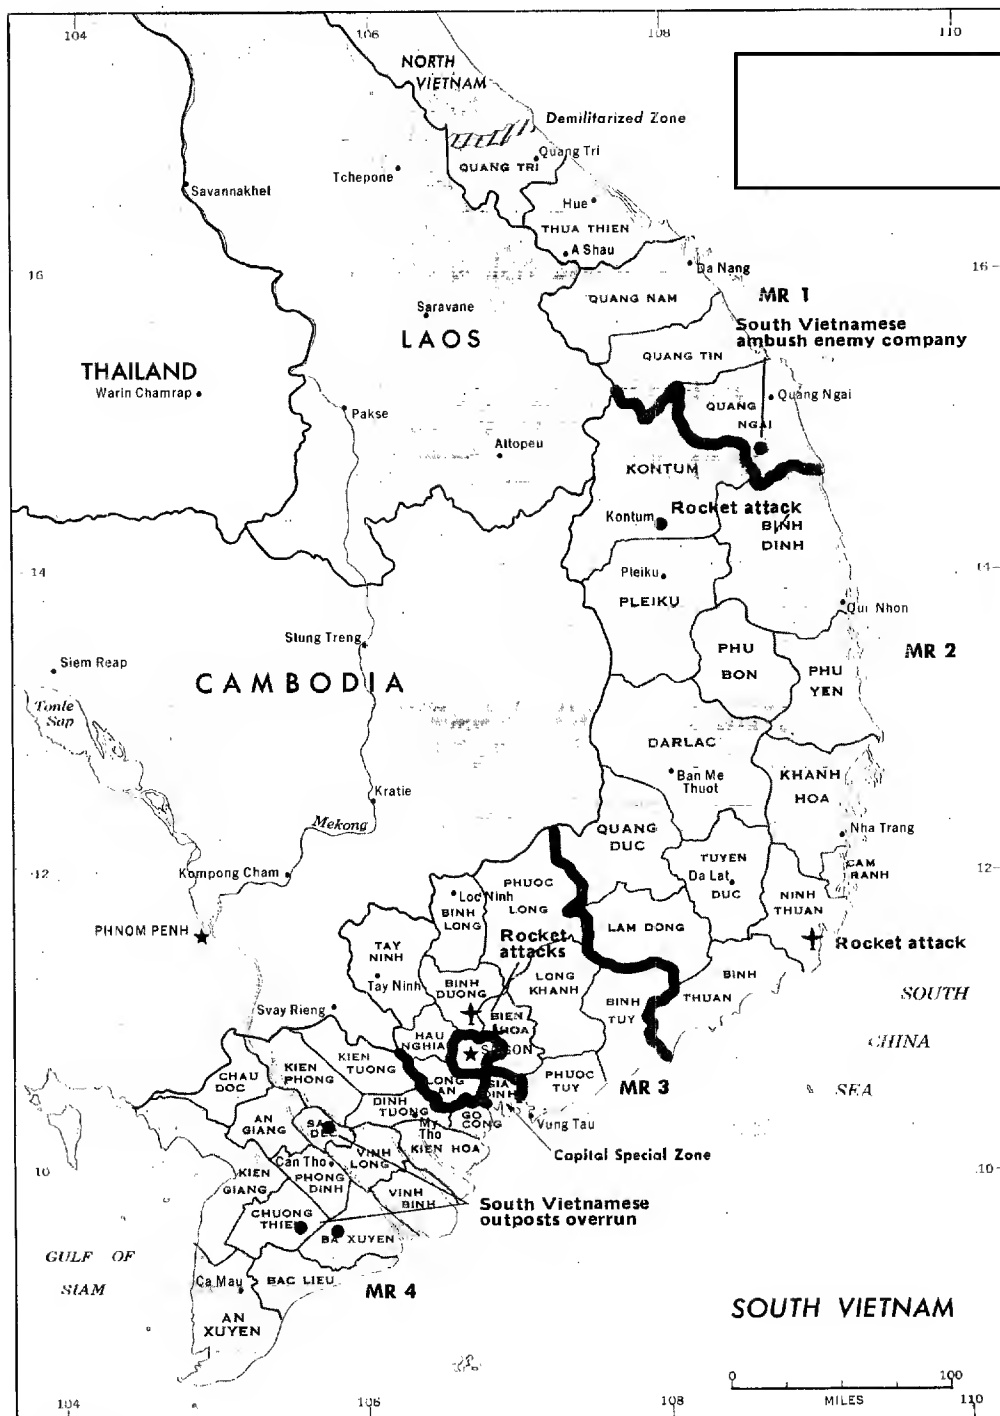 104
106
108
110
NORTH
VIETNAM
Demilitarized Zone
Quang Tri
QUANG TRI
Tchepone
Savannakhet
Hue
THUA THIEN
A Shau
16
Da Nang
16
QUANG NAM
MR 1
Saravane
South Vietnamese
ambush enemy company
LAOS
QUANG TIN
THAILAND
Warin Chamrap
Pakse
QUANG
NGAI
Quang Ngai
Attopeu
KONTUM
Rocket attack
Kontum
BINH
DINH
14
14
Pleiku
PLEIKU
Qui Nhon
Stung Treng
Siem Reap
PHU
BON
MR 2
PHU
YEN
CAMBODIA
Tonle
Sap
DARLAC
Ban Me
Thuot
KHANH
HOA
Kratie
Mekong
QUANG
DUC
Nha Trang
TUYEN
Da Lat
DUC
CAM
RANH
12
12
Kompong Cham
PHUOC
LONG
Loc Ninh
BINH
LONG
NINH
THUAN
PHNOM PENH
LAM DONG
Rocket
attacks
Rocket attack
TAY
NINH
Tay Ninh
LONG
KHANH
BINH
THUAN
BINH
DUONG
BINH
TUY
SOUTH
CHINA
SEA
Svay Rieng
BIEN
HOA
HAU
NGHIA
SAIGON
KIEN
TUONG
CHAU
DOC
KIEN
PHONG
LONG
AN
GIA
DINH
PHUOC
TUY
MR 3
DINH
TUONG
My
Tho
GO
CONG
Vung Tau
AN
GIANG
SA
DEC
KIEN HOA
Capital Special Zone
VINH
LONG
Can Tho
PHONG
DINH
10
10
KIEN
GIANG
VINH
BINH
CHUONG
THIEN
South Vietnamese
outposts overrun
BA XUYEN
GULF OF
SIAM
Ca Mau
BAC LIEU
MR 4
AN
XUYEN
SOUTH VIETNAM
0
100
MILES
104
106
108
110